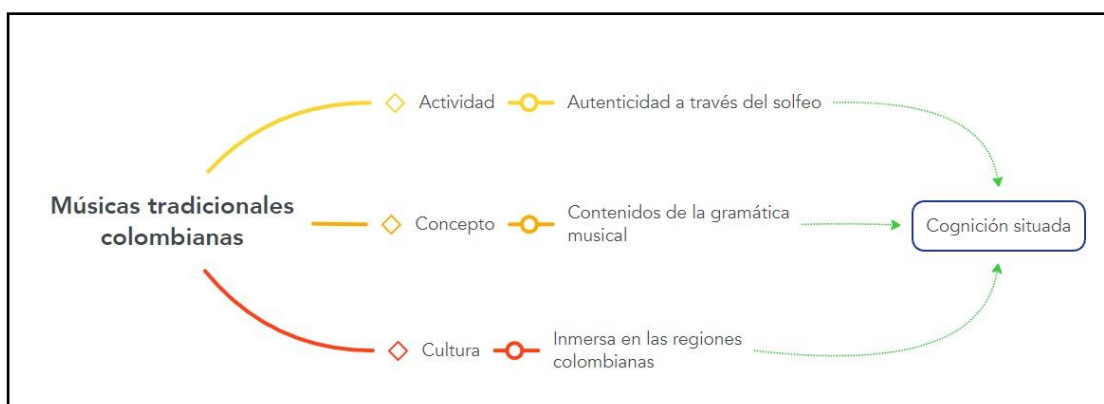 Músicas tradicionales
colombianas
Actividad
Autenticidad a través del solfeo
Concepto
Contenidos de la gramática
musical
Cultura
Inmersa en las regiones
colombianas
Cognición situada